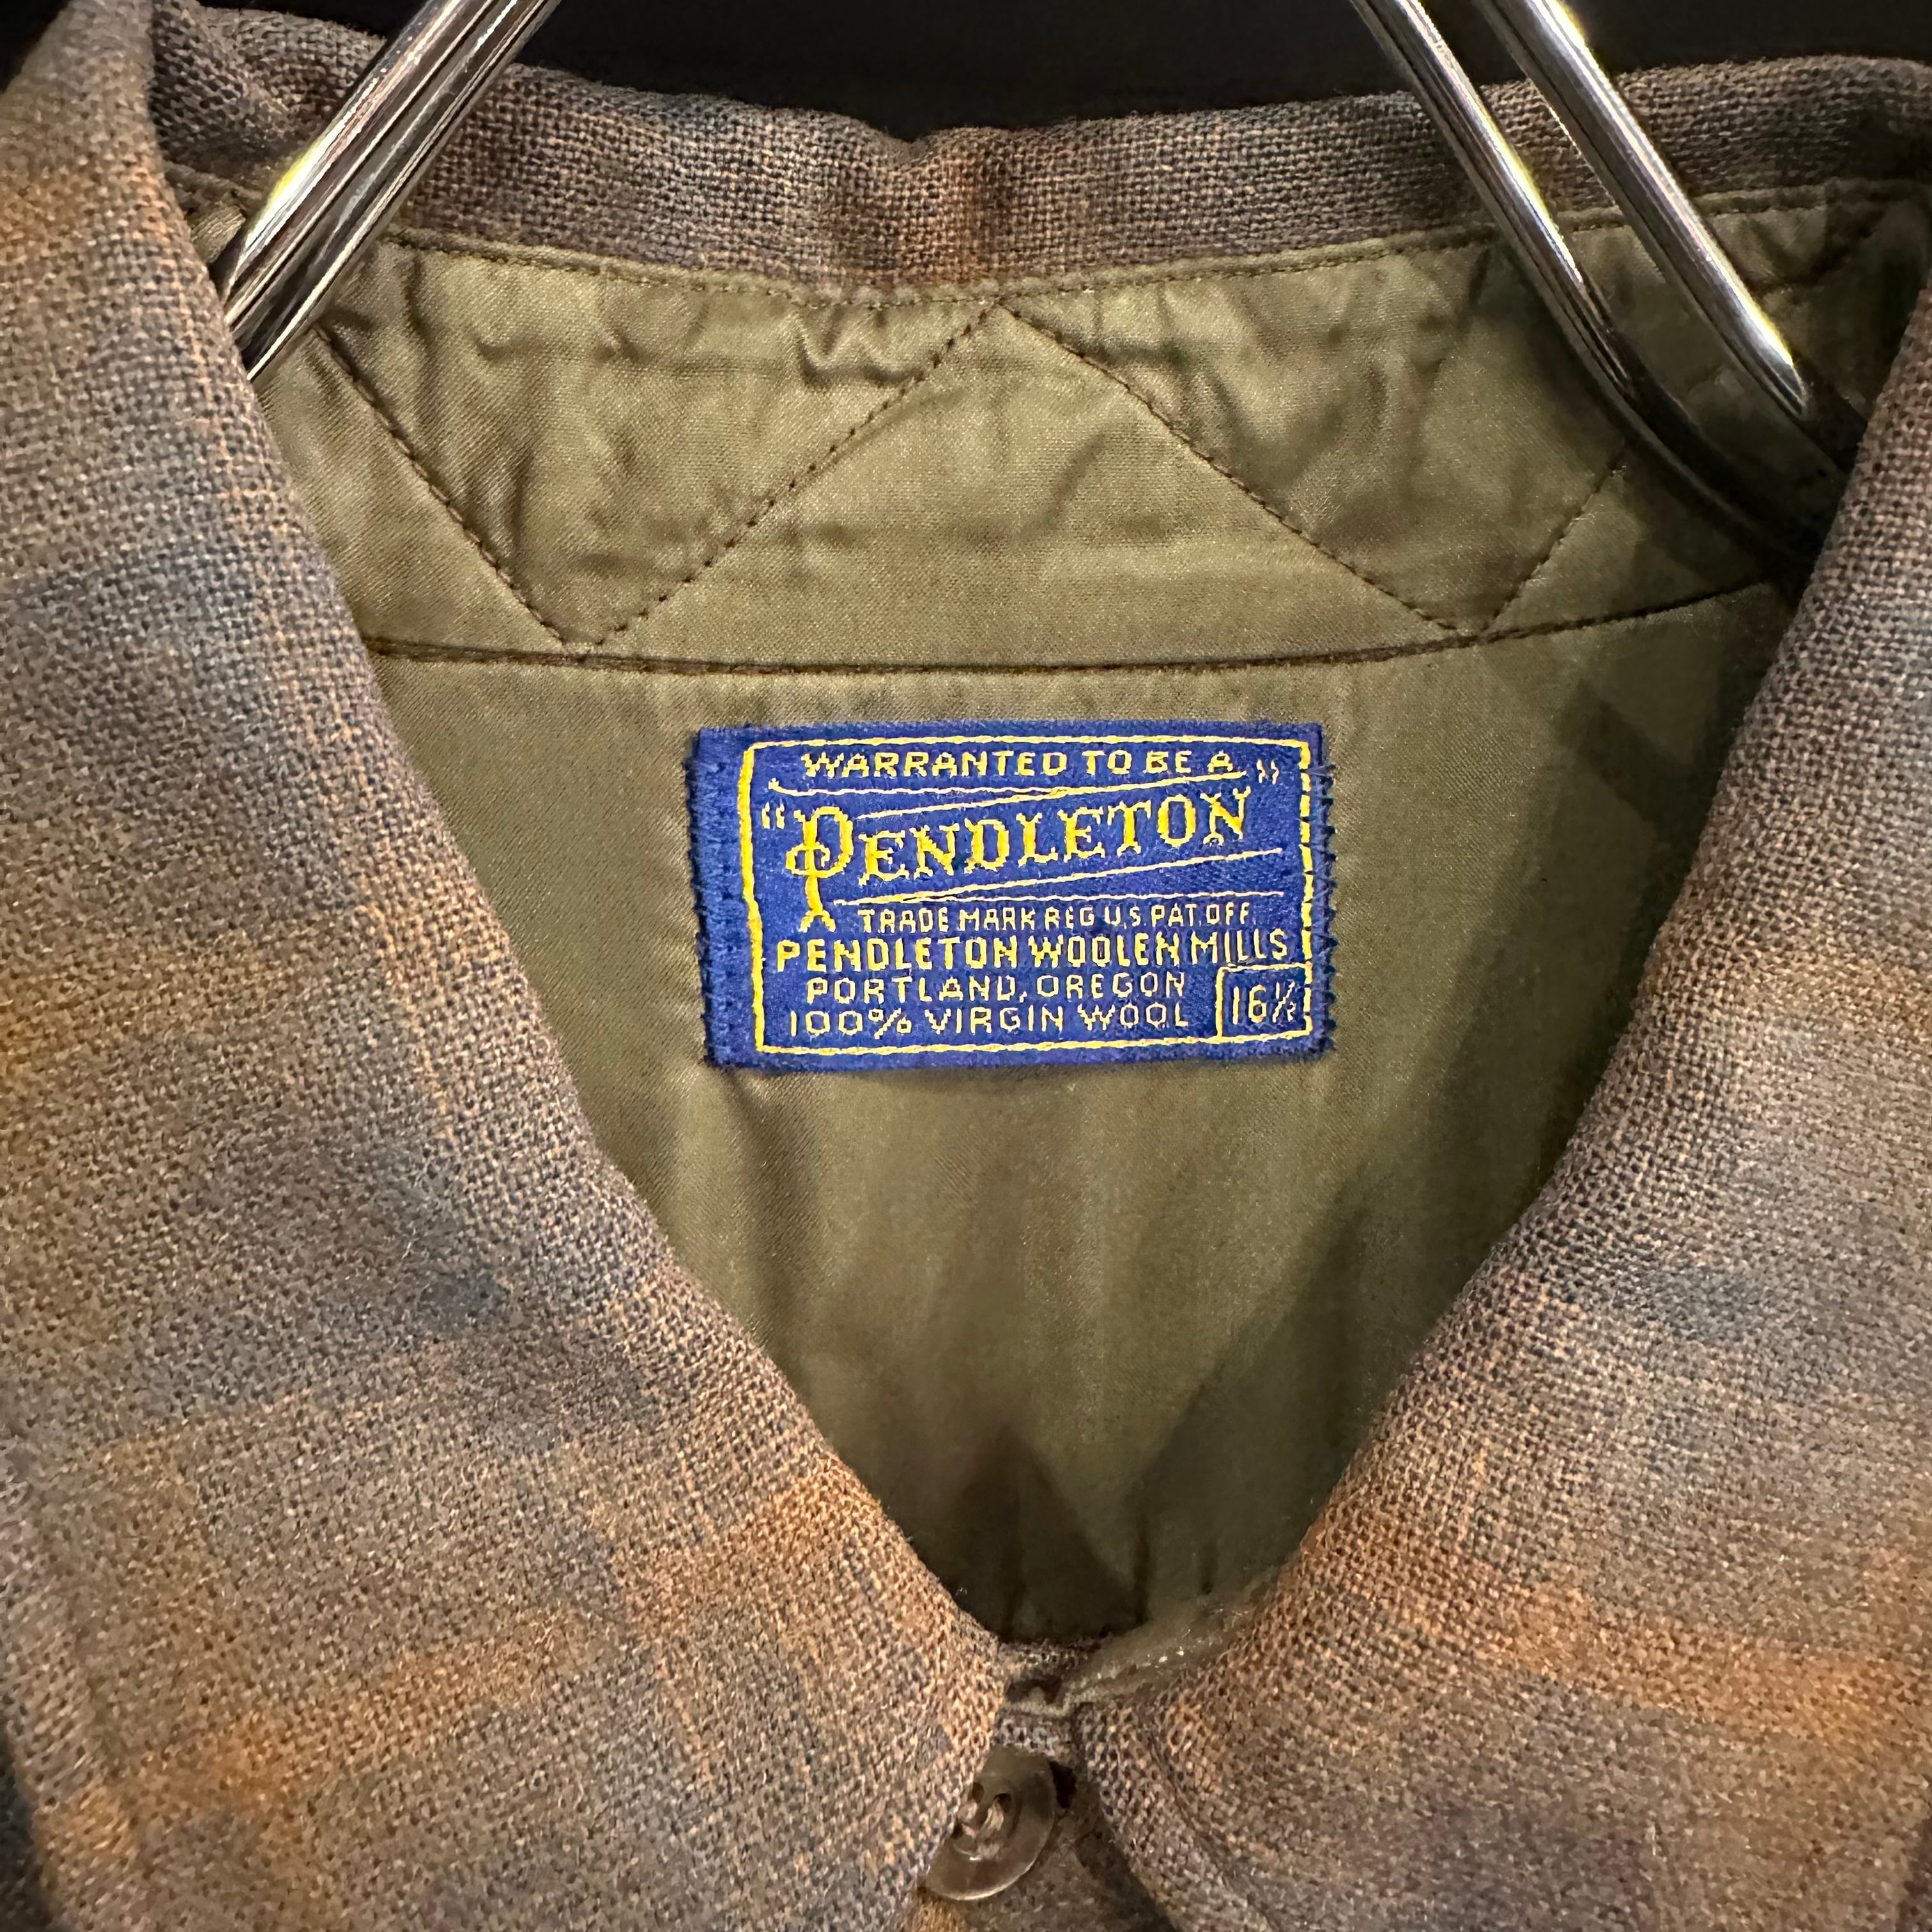 WARRANTED TO BE A
"PENDLETON"
TRADE MARK REG U.S. PAT. OFF.
PENDLETON WOOLEN MILLS
PORTLAND, OREGON
100% VIRGIN WOOL
16½